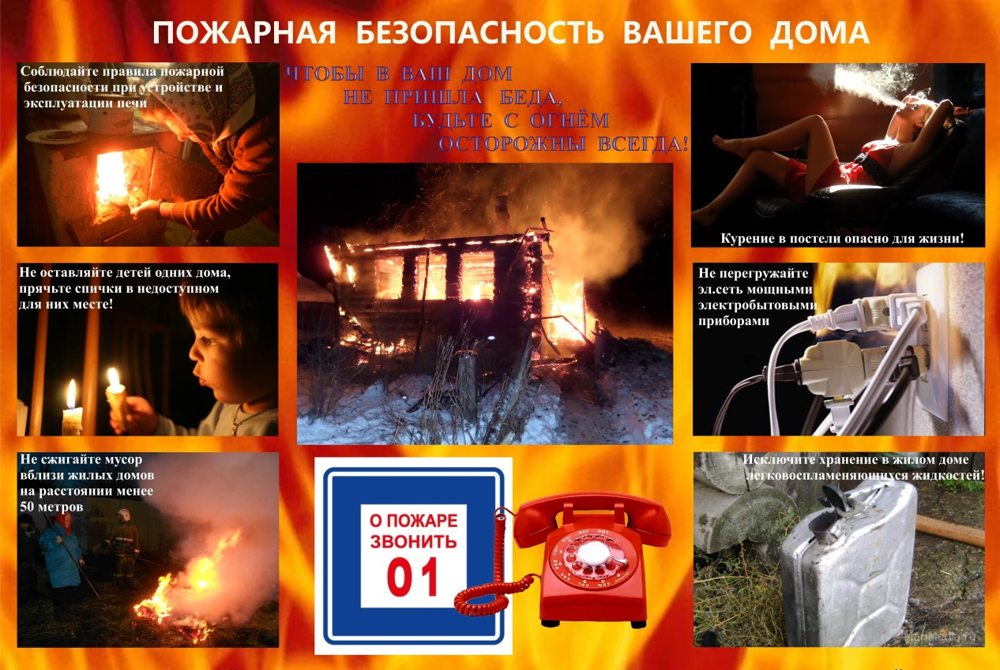 ПОЖАРНАЯ БЕЗОПАСНОСТЬ ВАШЕГО ДОМА
Соблюдайте правила пожарной
безопасности при устройстве и
эксплуатации печи
ЧТОБЫ В ВАШ ДОМ
НЕ ПРИШЛА БЕДА,
БУДЬТЕ С ОГНЁМ
ОСТОРОЖНЫ ВСЕГДА!
Курение в постели опасно для жизни!
Не оставляйте детей одних дома,
прячьте спички в недоступном
для них месте!
Не перегружайте
эл.сеть мощными
электробытовыми
приборами
Не сжигайте мусор
вблизи жилых домов
на расстоянии менее
50 метров
О ПОЖАРЕ
ЗВОНИТЬ
01
Исключите хранение в жилом доме
легковоспламеняющихся жидкостей!
MariMedia.ru